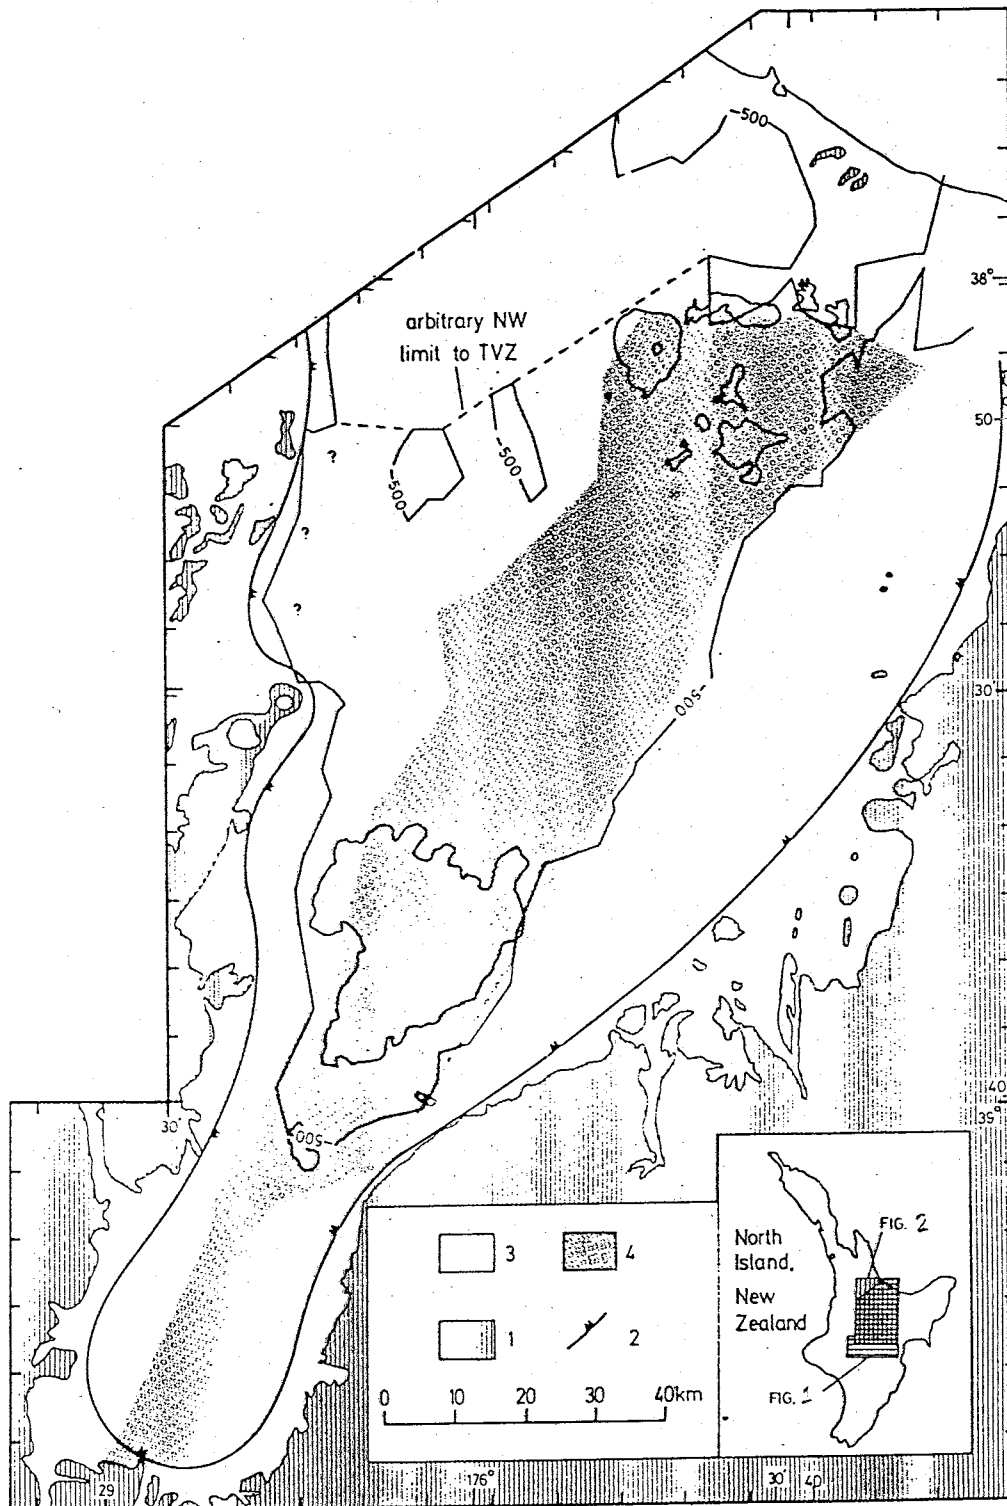 -500-
38°
arbitrary NW
limit to TVZ
50
?
-500-
-500-
?
?
30
-500
40
39°
30'
-500-
3
4
1
2
0 10 20 30 40km
North
Island,
New
Zealand
FIG. 2
FIG. 1
29
176°
30' 40